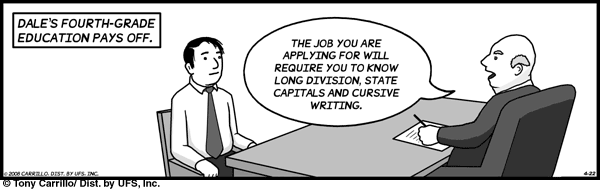 DALE'S FOURTH-GRADE
EDUCATION PAYS OFF.
THE JOB YOU ARE
APPLYING FOR WILL
REQUIRE YOU TO KNOW
LONG DIVISION, STATE
CAPITALS AND CURSIVE
WRITING.
© 2008 CARRILLO. DIST. BY UFS, INC.
4-22
© Tony Carrillo/ Dist. by UFS, Inc.